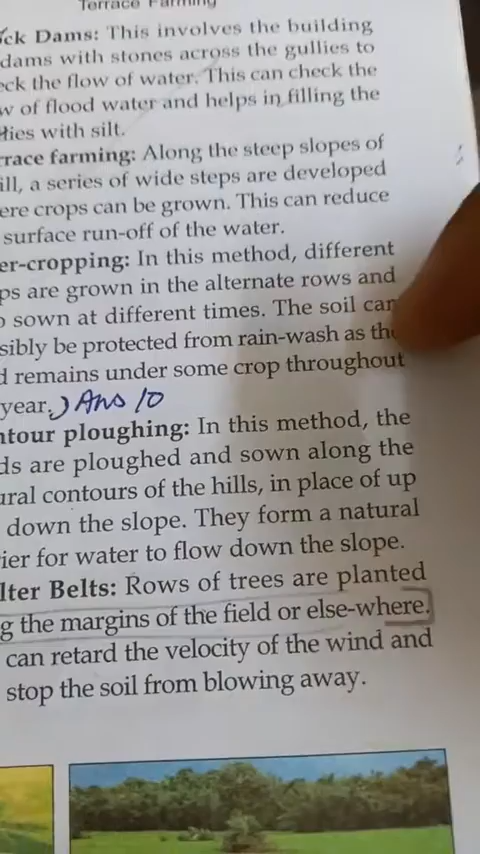 Terrace Farming
ck Dams: This involves the building
dams with stones across the gullies to
eck the flow of water. This can check the
w of flood water and helps in filling the
lies with silt.
rrace farming: Along the steep slopes of
ill, a series of wide steps are developed
ere crops can be grown. This can reduce
surface run-off of the water.
er-cropping: In this method, different
ps are grown in the alternate rows and
o sown at different times. The soil can
sibly be protected from rain-wash as the
d remains under some crop throughout
year.) Ans 10
ntour ploughing: In this method, the
ds are ploughed and sown along the
ural contours of the hills, in place of up
down the slope. They form a natural
ier for water to flow down the slope.
lter Belts: Rows of trees are planted
g the margins of the field or else-where.
can retard the velocity of the wind and
stop the soil from blowing away.